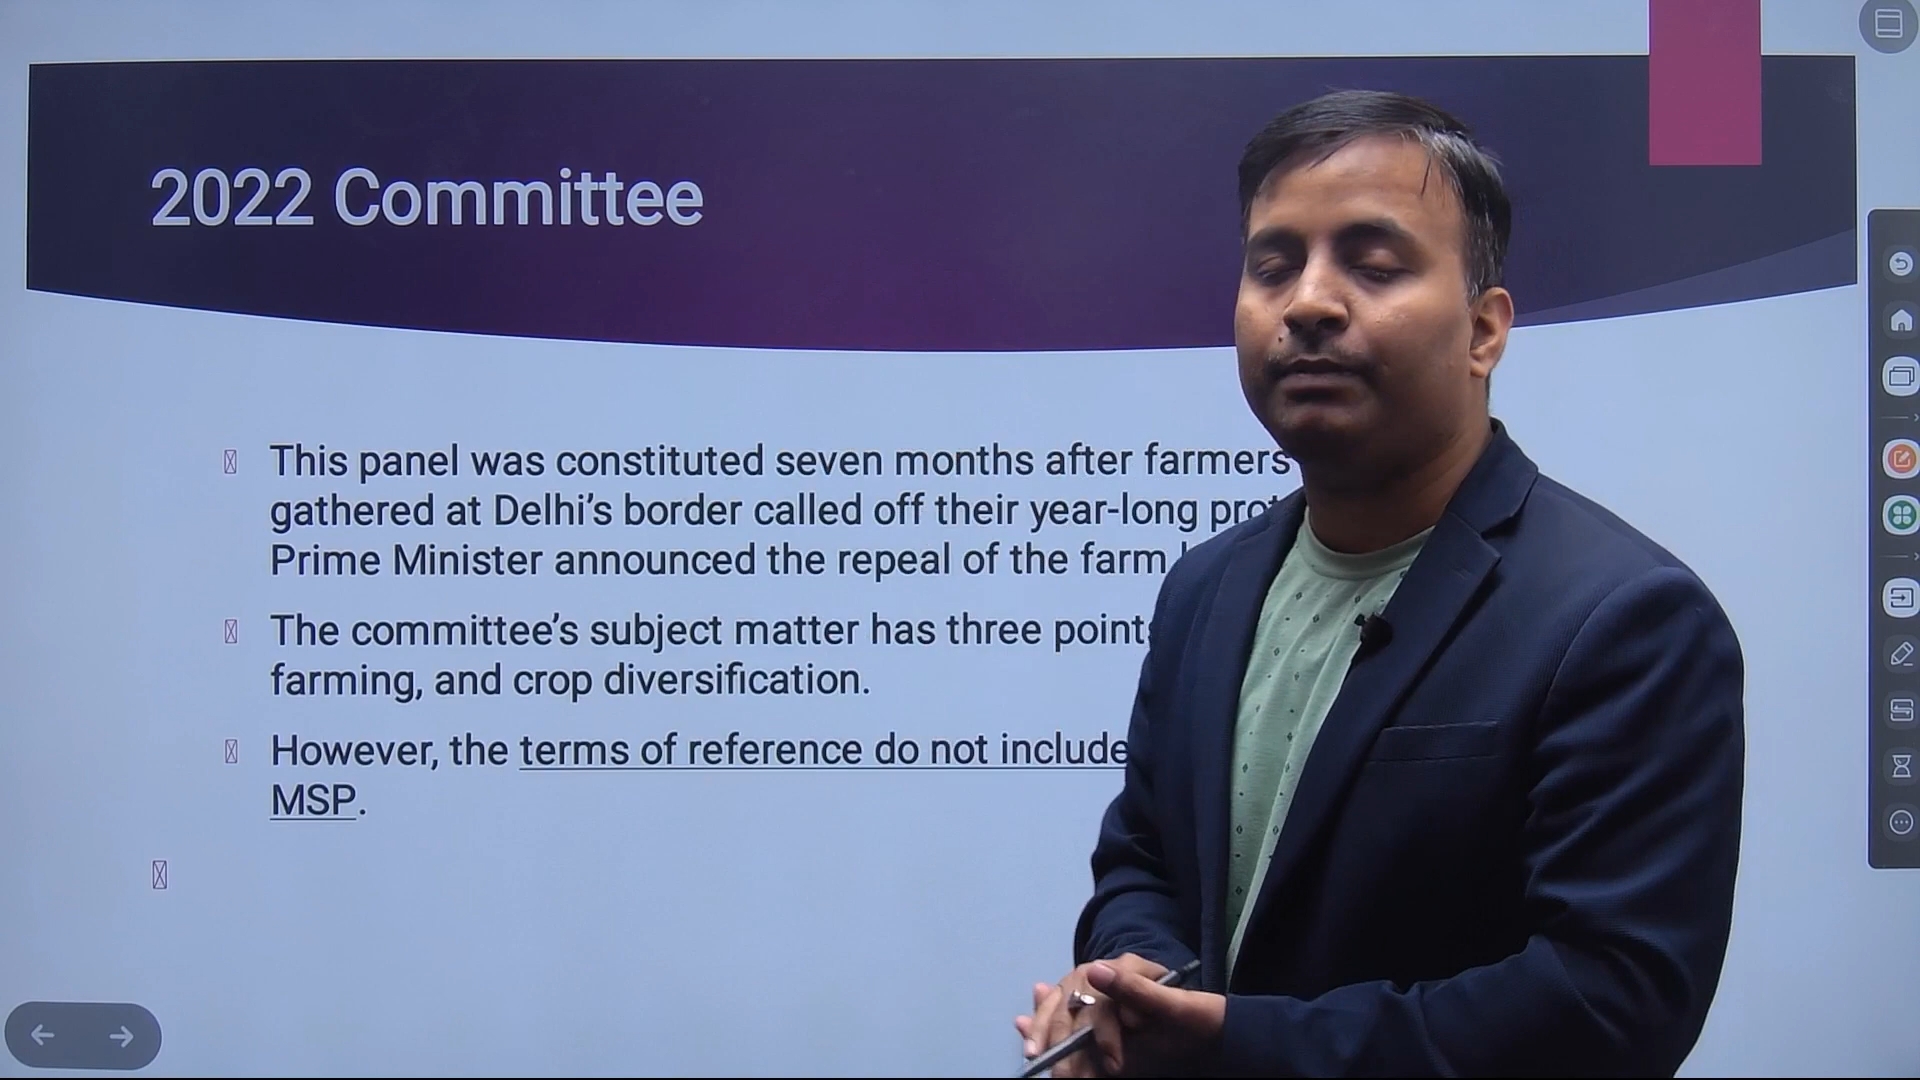 2022 Committee
This panel was constituted seven months after farmers
gathered at Delhi’s border called off their year-long
Prime Minister announced the repeal of the farm
The committee’s subject matter has three
farming, and crop diversification.
However, the terms of reference do not include
MSP.